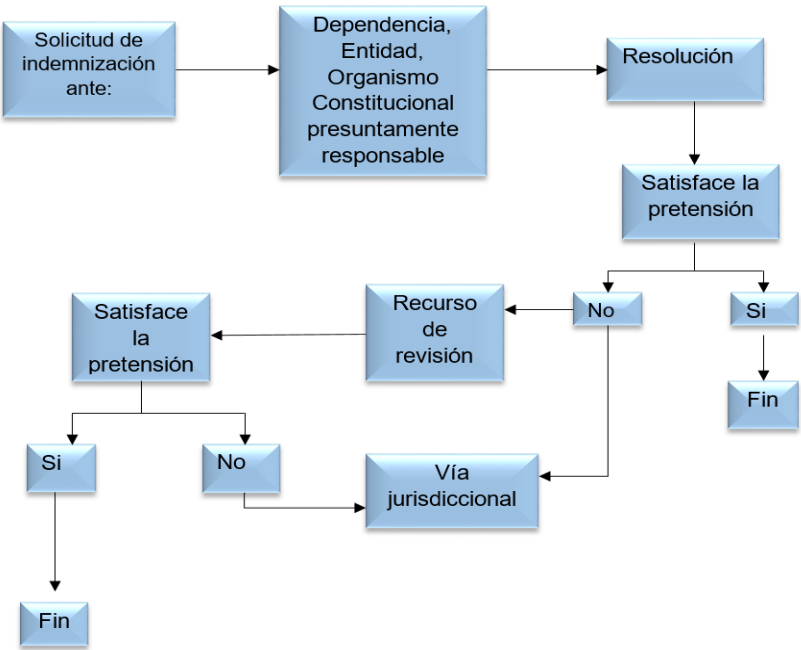 Solicitud de
indemnización
ante:
Dependencia,
Entidad,
Organismo
Constitucional
presuntamente
responsable
Resolución
Satisface la
pretensión
No
Si
Fin
Recurso
de
revisión
Satisface
la
pretensión
Si
No
Vía
jurisdiccional
Fin